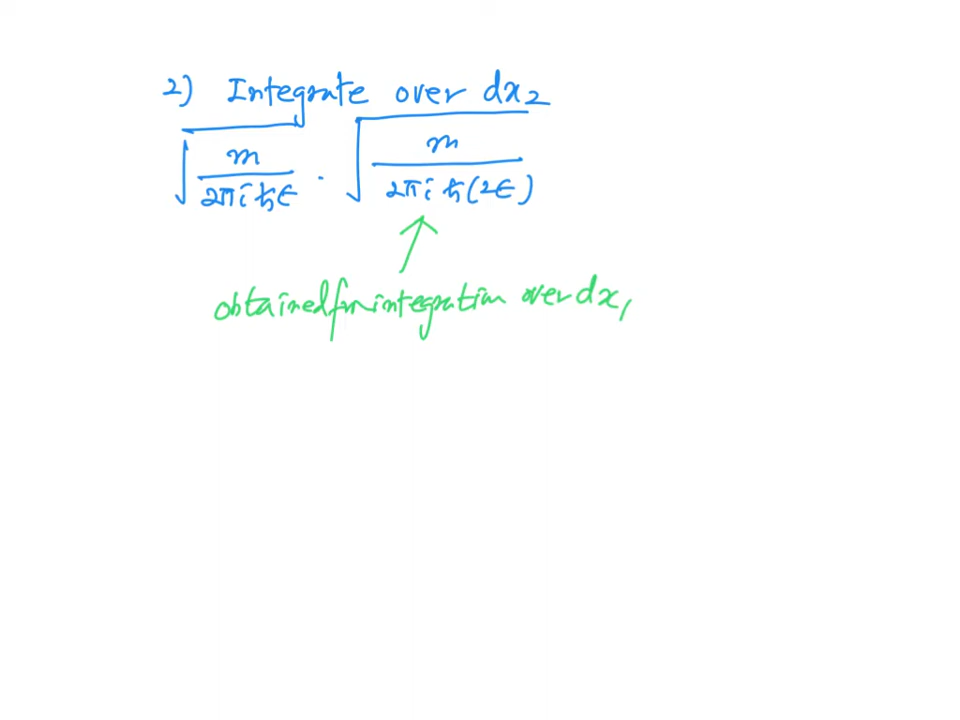 2) Integrate over dx₂
√(m / 2πiℏϵ) · √(m / 2πiℏ(2ϵ))
obtained from integration over dx₁